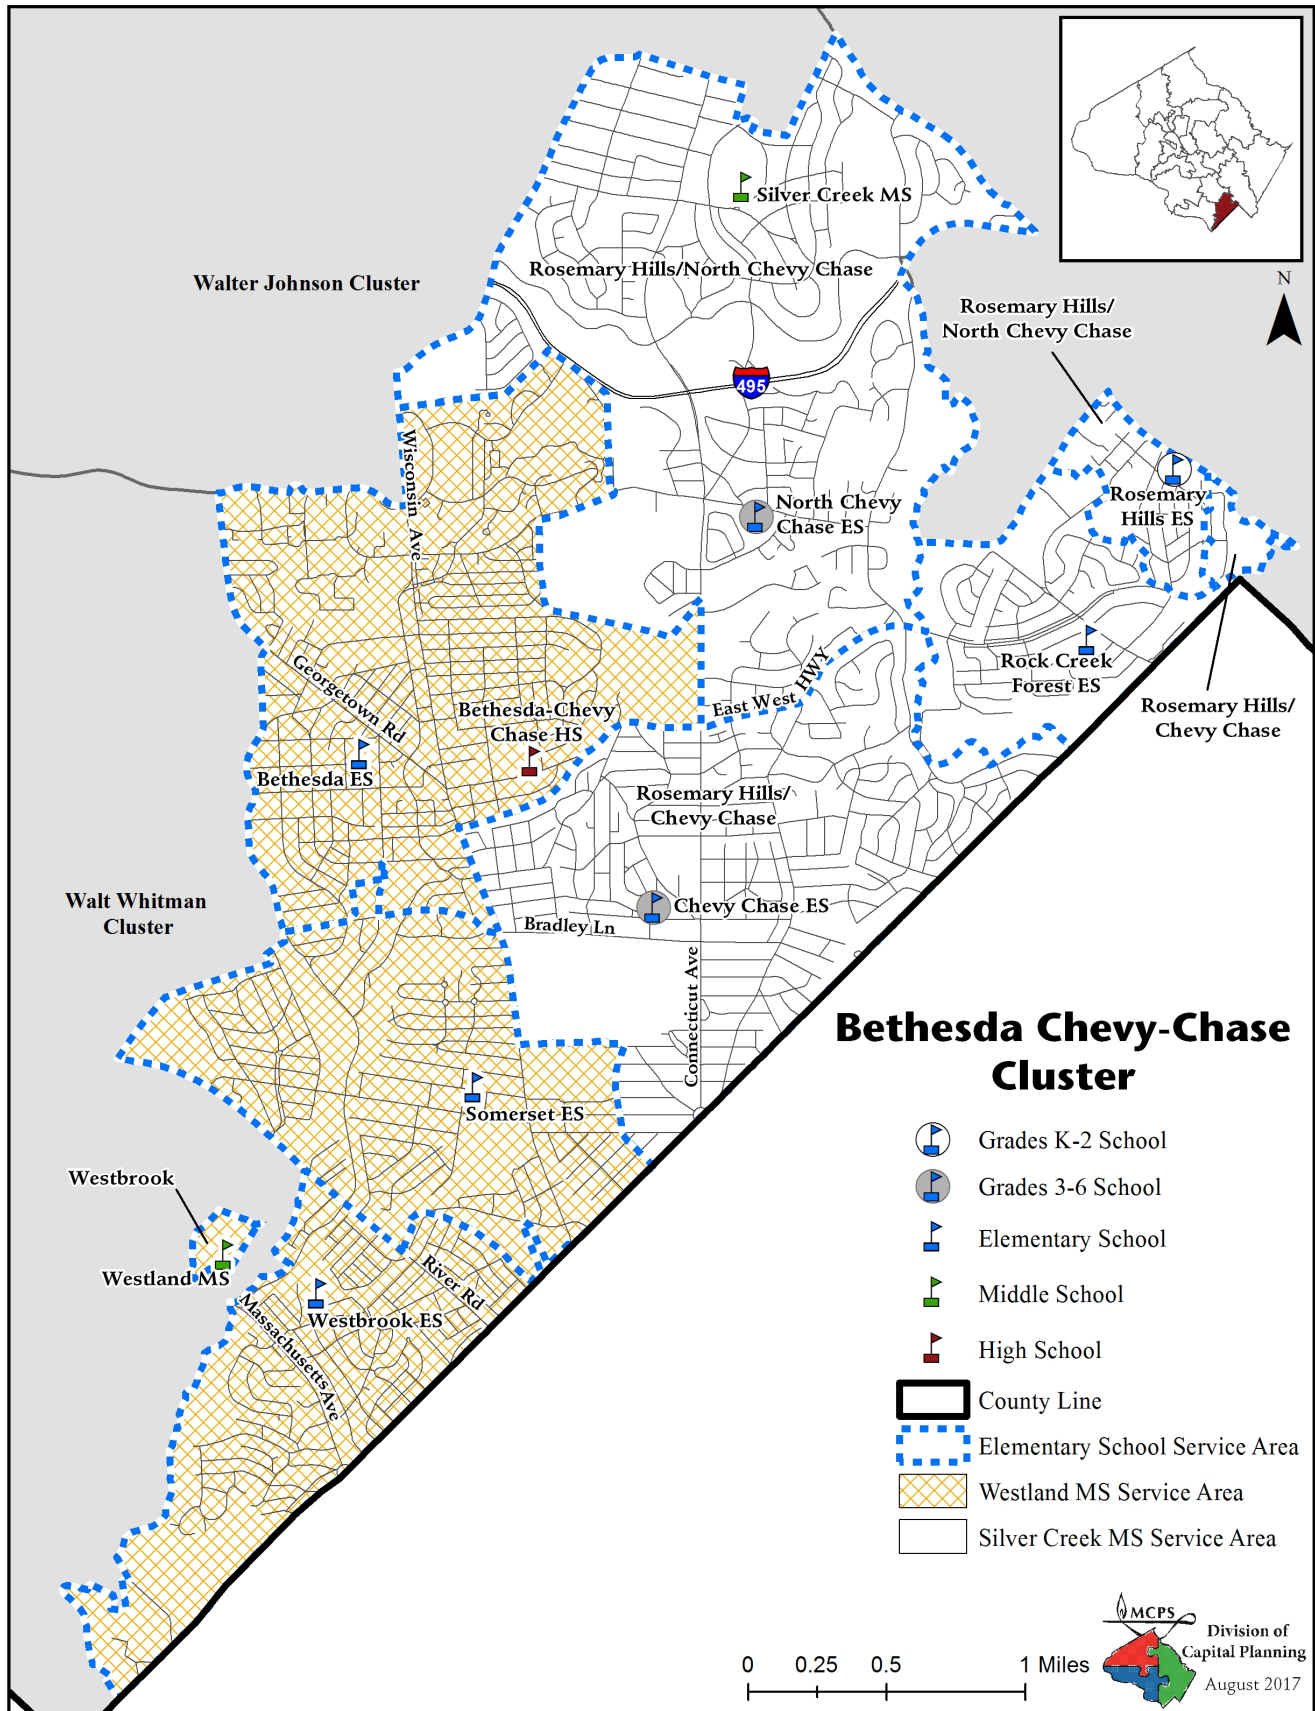 Silver Creek MS
Rosemary Hills/North Chevy Chase
Walter Johnson Cluster
N
Rosemary Hills/
North Chevy Chase
495
Wisconsin Ave
Rosemary
Hills ES
North Chevy
Chase ES
Rock Creek
Forest ES
Georgetown Rd
East West HWY
Rosemary Hills/
Chevy Chase
Bethesda-Chevy
Chase HS
Bethesda ES
Rosemary Hills/
Chevy Chase
Walt Whitman
Cluster
Chevy Chase ES
Bradley Ln
Connecticut Ave
Bethesda Chevy-Chase
Cluster
Somerset ES
Grades K-2 School
Grades 3-6 School
Westbrook
Elementary School
Westland MS
River Rd
Middle School
Westbrook ES
Massachusetts Ave
High School
County Line
Elementary School Service Area
Westland MS Service Area
Silver Creek MS Service Area
MCPS
Division of
Capital Planning
August 2017
0 0.25 0.5 1 Miles